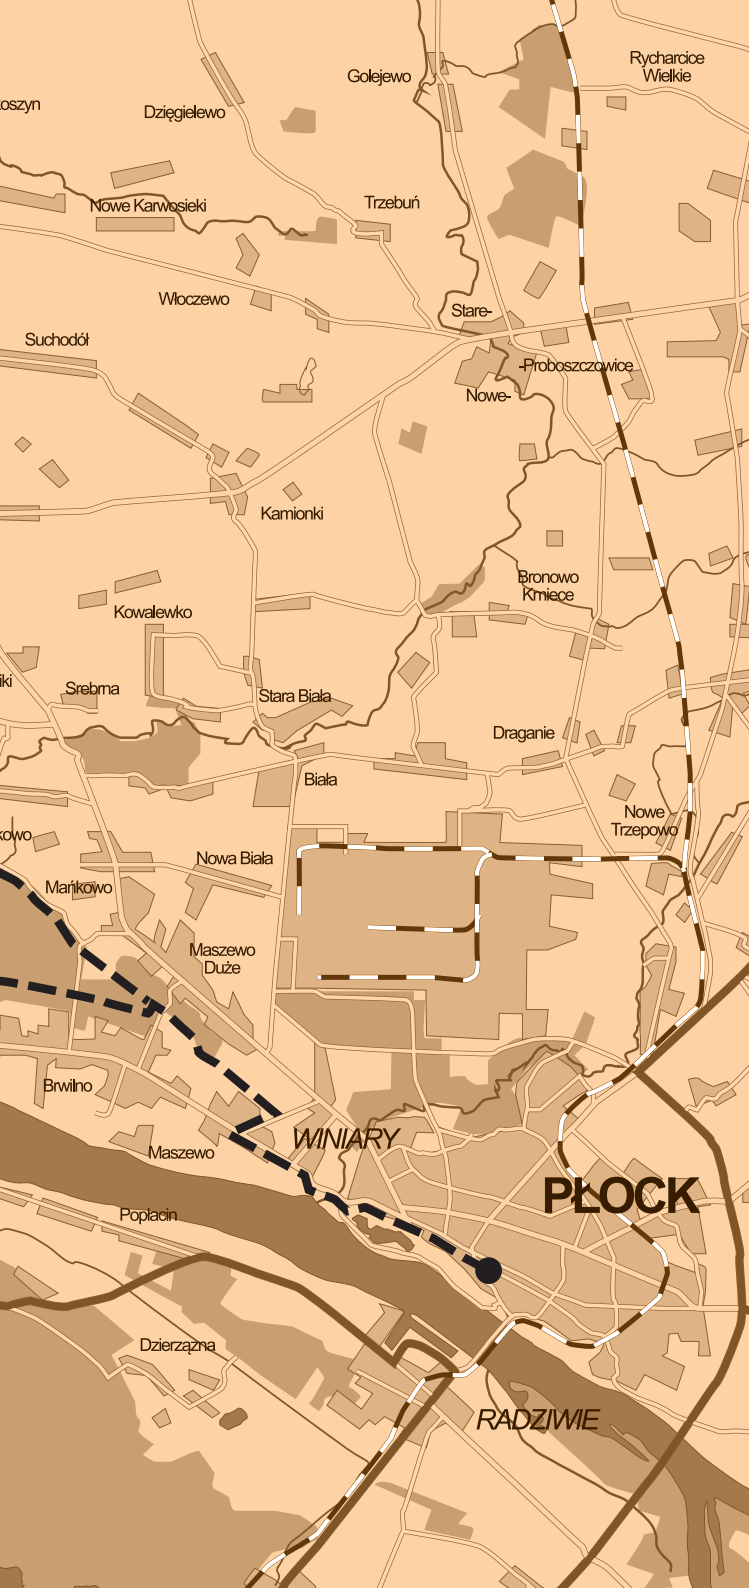 Rycharcice
Wielkie
Golejewo
Dzięgielewo
Nowe Karwosieki
Trzebuń
Włoczewo
Stare-
Suchodół
-Proboszczowice
Nowe-
Kamionki
Bronowo
Kmiece
Kowalewko
Srebrna
Stara Biała
Draganie
Biała
Nowe
Trzepowo
Nowa Biała
Mańkowo
Maszewo
Duże
Brwilno
WINIARY
Maszewo
PŁOCK
Popłacin
Dzierzązna
RADZIWIE